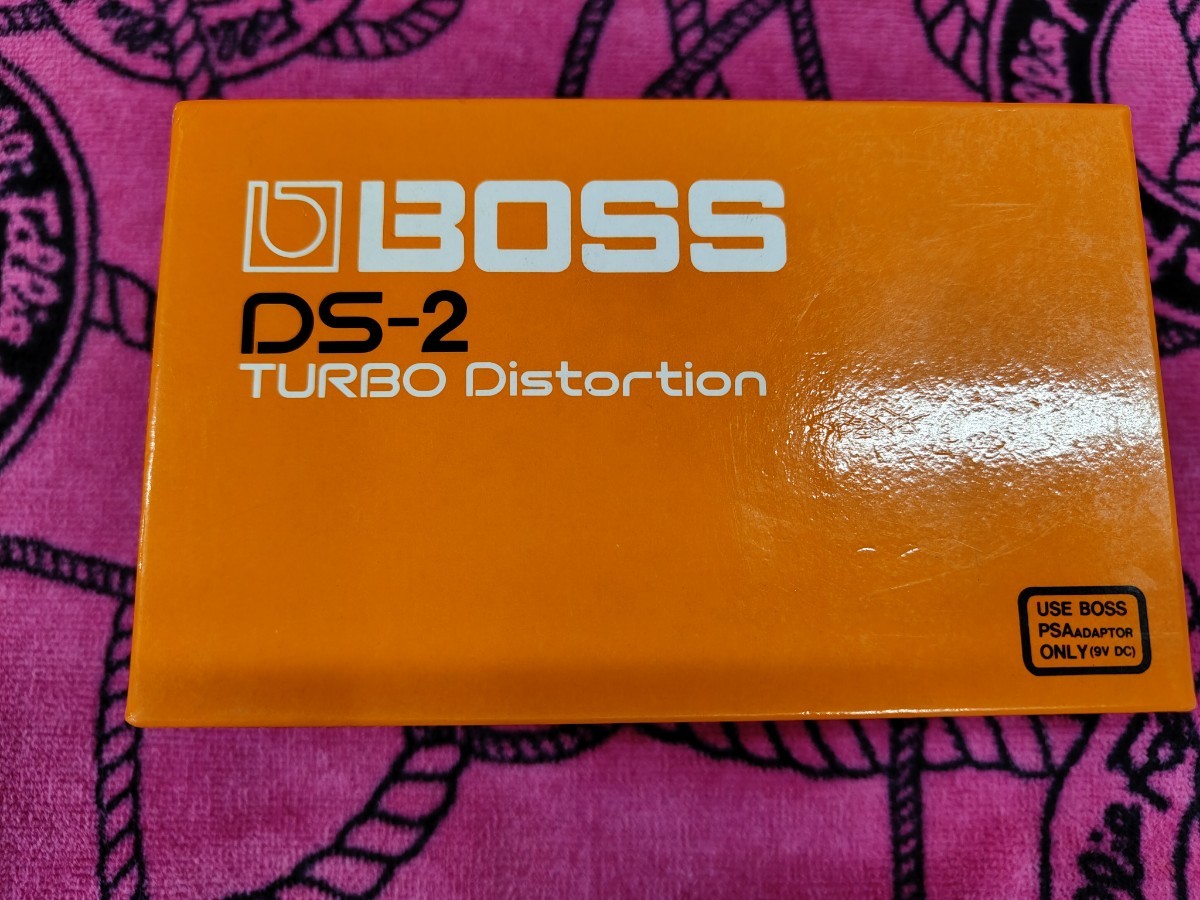 BOSS
DS-2
TURBO Distortion
USE BOSS
PSA ADAPTOR
ONLY (9V DC)